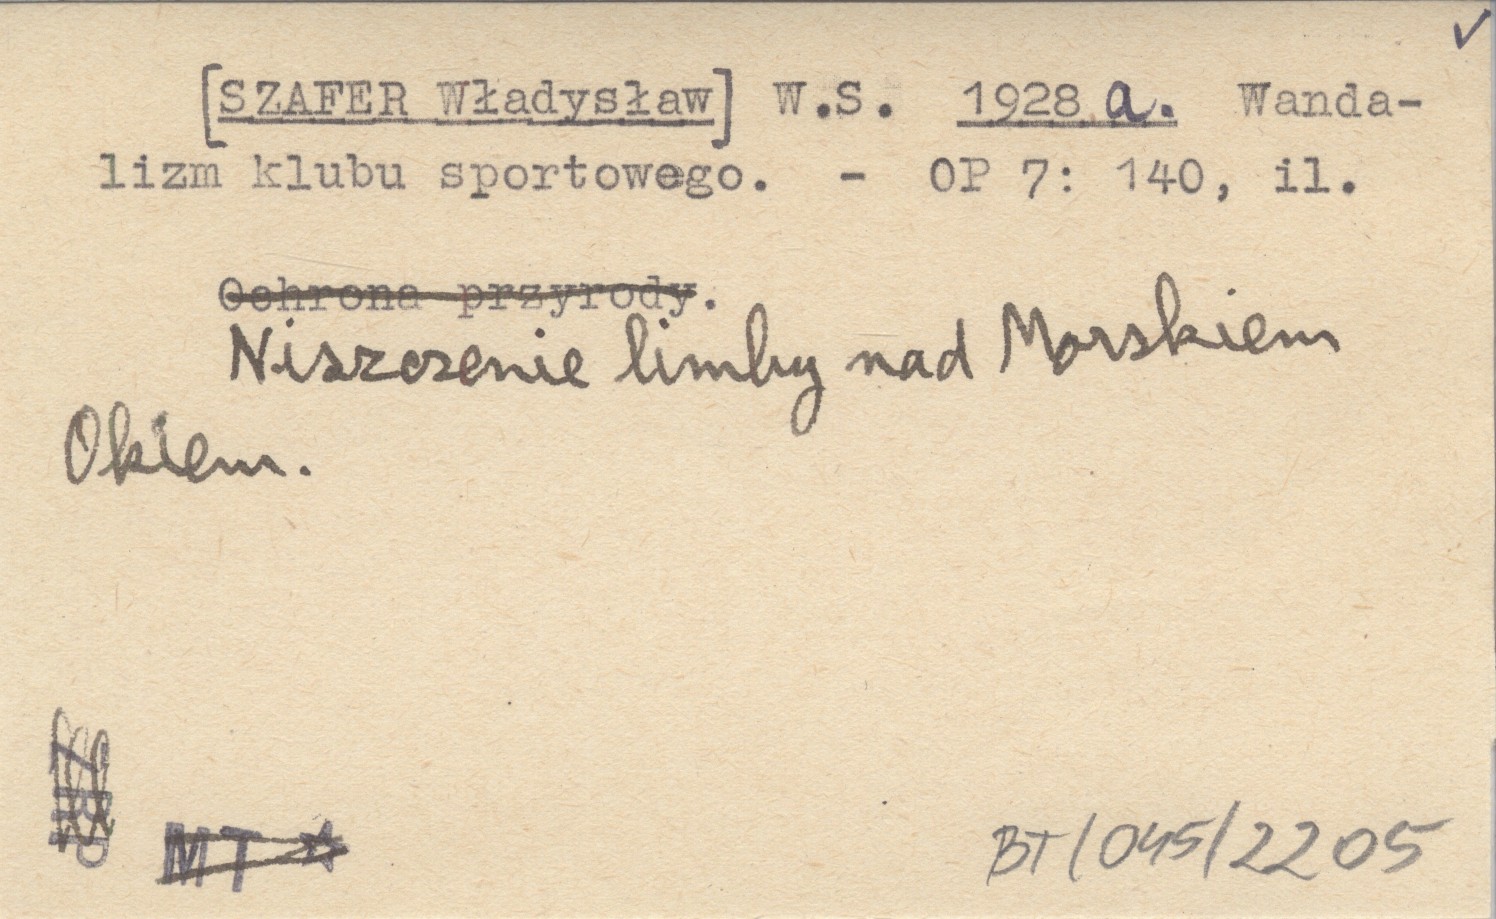 [SZAFER Władysław] W.S. 1928 a. Wanda-
lizm klubu sportowego. - OP 7: 140, il.
Ochrona przyrody.
Niszczenie limby nad Morskiem
Okiem.
MT
BT/045/2205